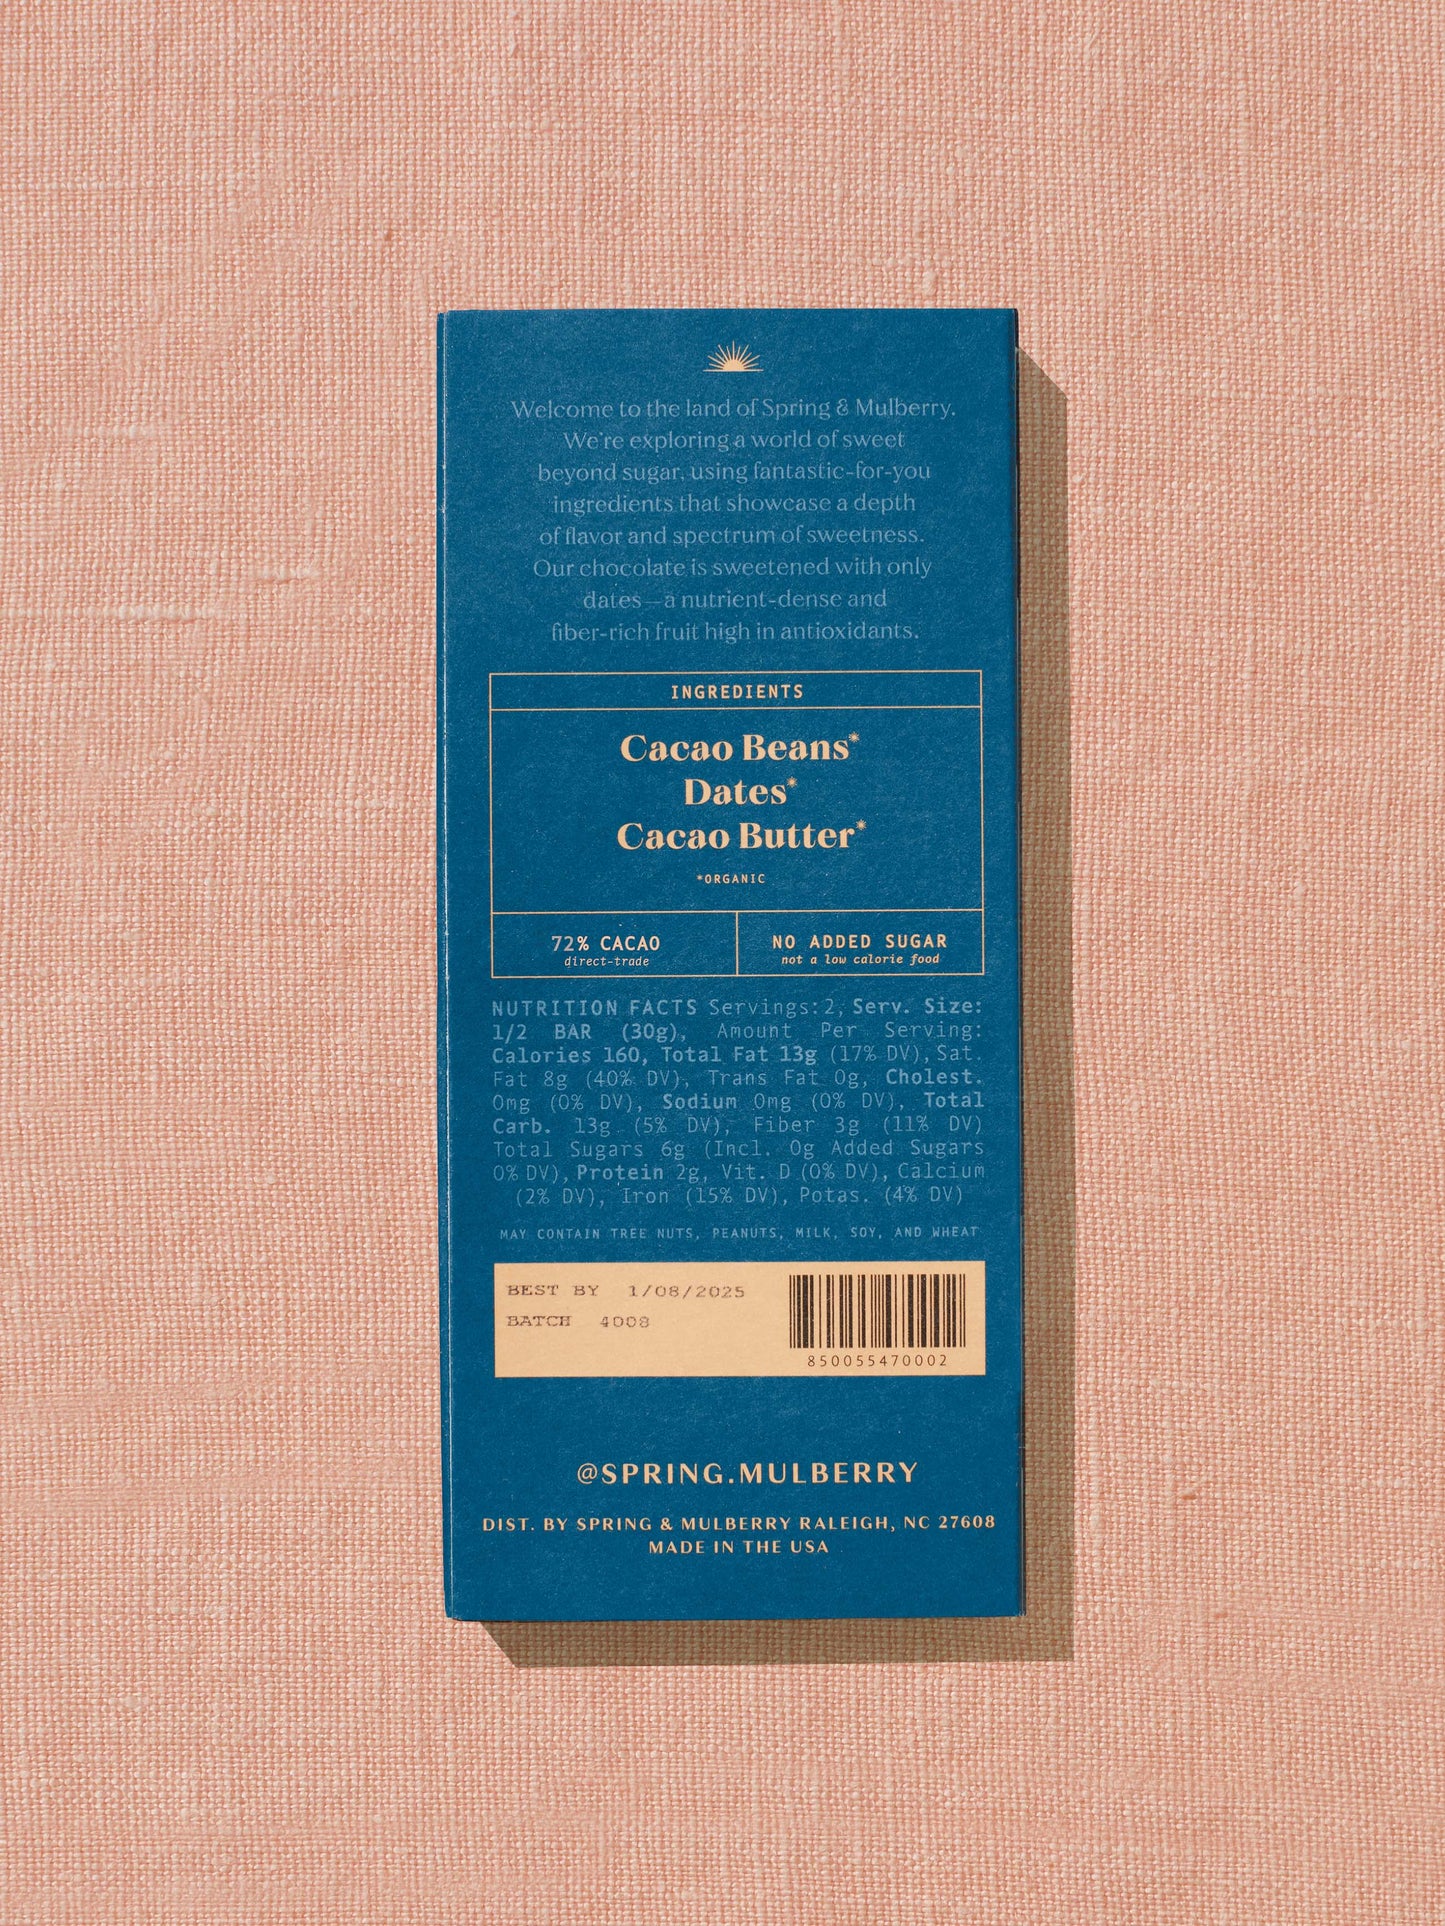 Welcome to the land of Spring & Mulberry.
We're exploring a world of sweet
beyond sugar, using fantastic-for-you
ingredients that showcase a depth
of flavor and spectrum of sweetness.
Our chocolate is sweetened with only
dates—a nutrient-dense and
fiber-rich fruit high in antioxidants.
INGREDIENTS
Cacao Beans*
Dates*
Cacao Butter*
*ORGANIC
72% CACAO
direct-trade
NO ADDED SUGAR
not a low calorie food
NUTRITION FACTS Servings: 2, Serv. Size:
1/2 BAR (30g), Amount Per Serving:
Calories 160, Total Fat 13g (17% DV), Sat.
Fat 8g (40% DV), Trans Fat 0g, Cholest.
0mg (0% DV), Sodium 0mg (0% DV), Total
Carb. 13g (5% DV), Fiber 3g (11% DV)
Total Sugars 6g (Incl. 0g Added Sugars
0% DV), Protein 2g, Vit. D (0% DV), Calcium
(2% DV), Iron (15% DV), Potas. (4% DV)
MAY CONTAIN TREE NUTS, PEANUTS, MILK, SOY, AND WHEAT
BEST BY 1/08/2025
BATCH 4008
850055470002
@SPRING.MULBERRY
DIST. BY SPRING & MULBERRY RALEIGH, NC 27608
MADE IN THE USA